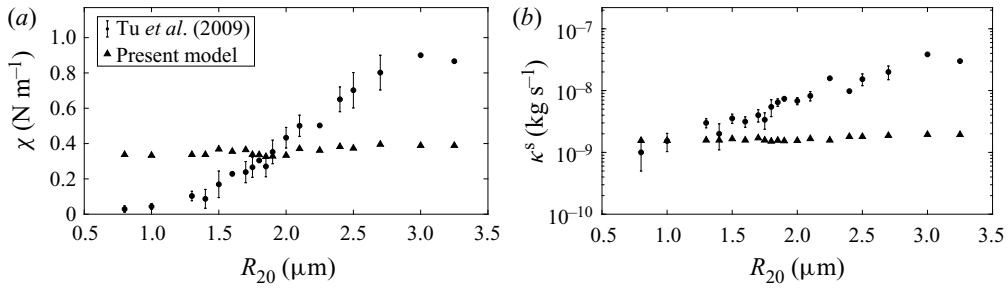 (a)
Tu et al. (2009)
Present model
χ (N m⁻¹)
1.0
0.8
0.6
0.4
0.2
0
0.5 1.0 1.5 2.0 2.5 3.0 3.5
R₂₀ (μm)
(b)
κˢ (kg s⁻¹)
10⁻⁷
10⁻⁸
10⁻⁹
10⁻¹⁰
0.5 1.0 1.5 2.0 2.5 3.0 3.5
R₂₀ (μm)